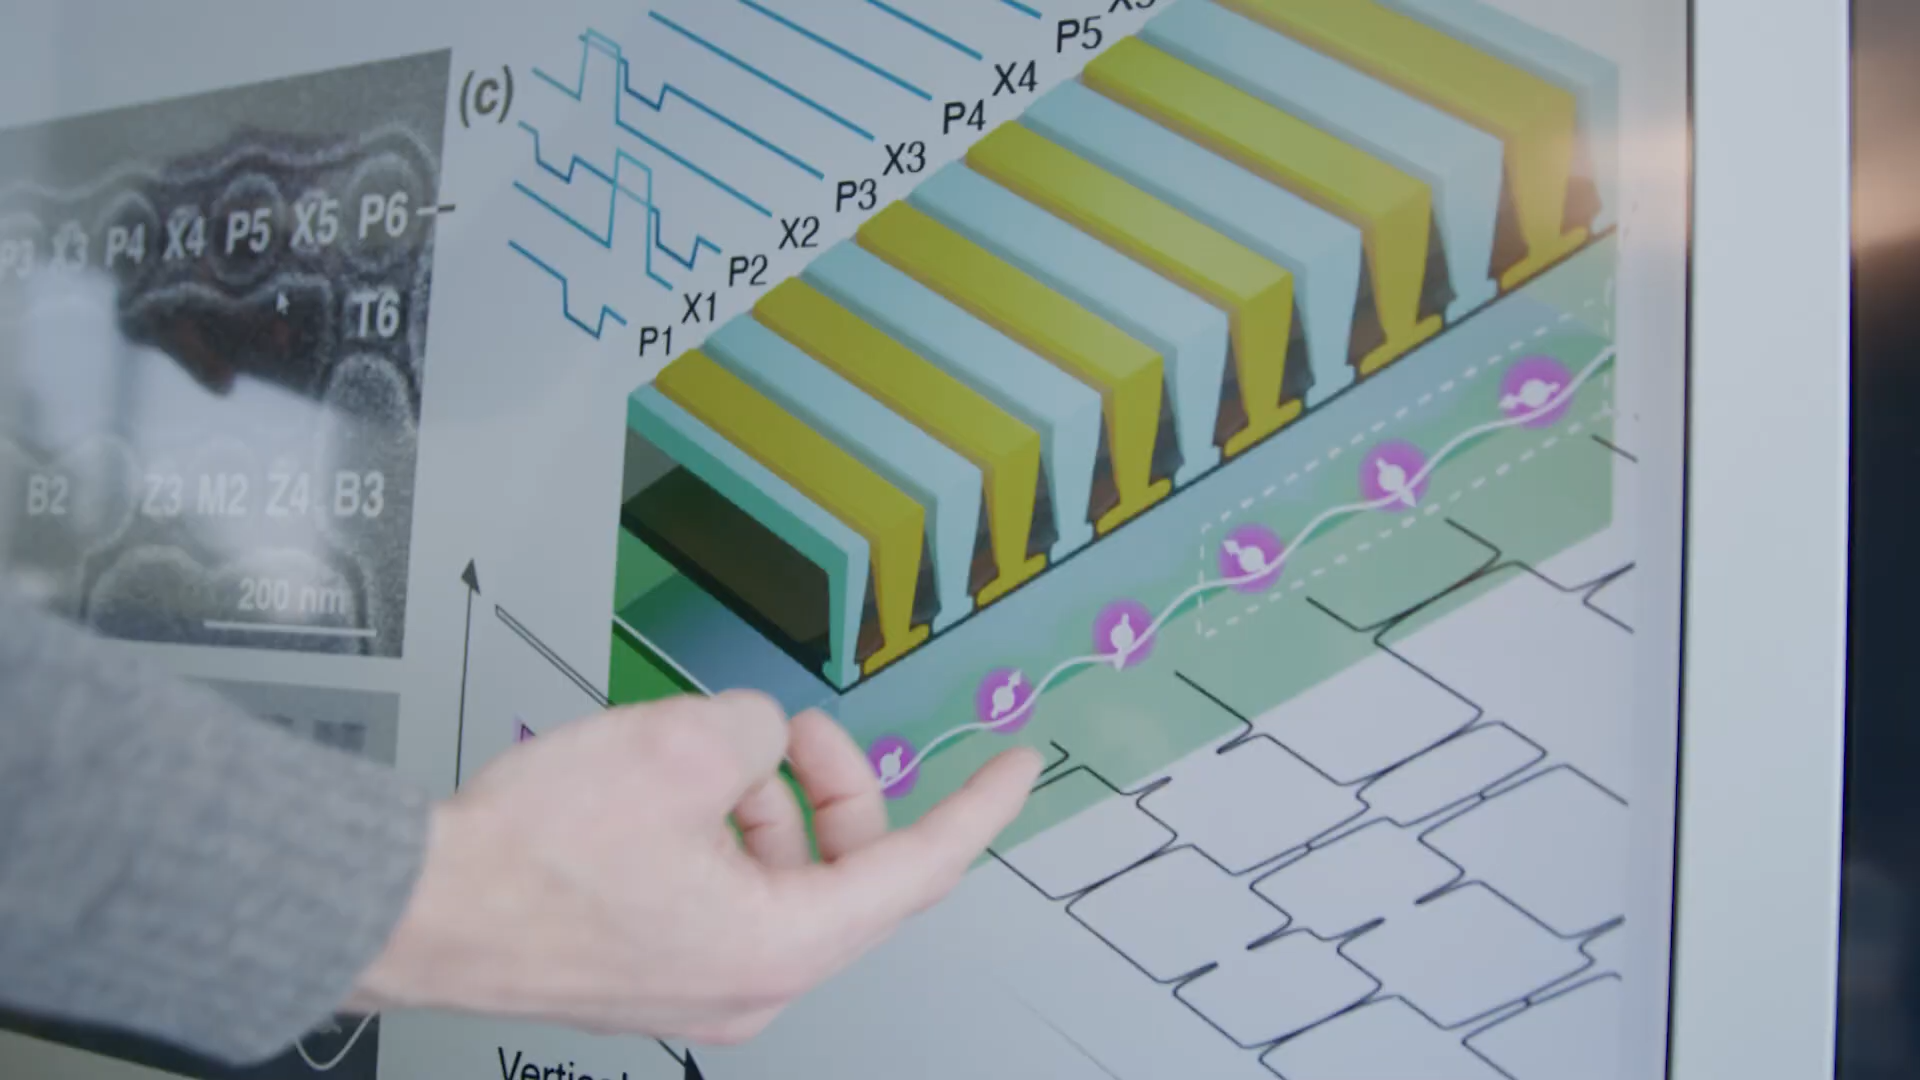 (c)
P5
X4
P4
X3
P3
X2
P2
X1
P1
P3 X3 P4 X4 P5 X5 P6
T6
B2 Z3 M2 Z4 B3
200 nm